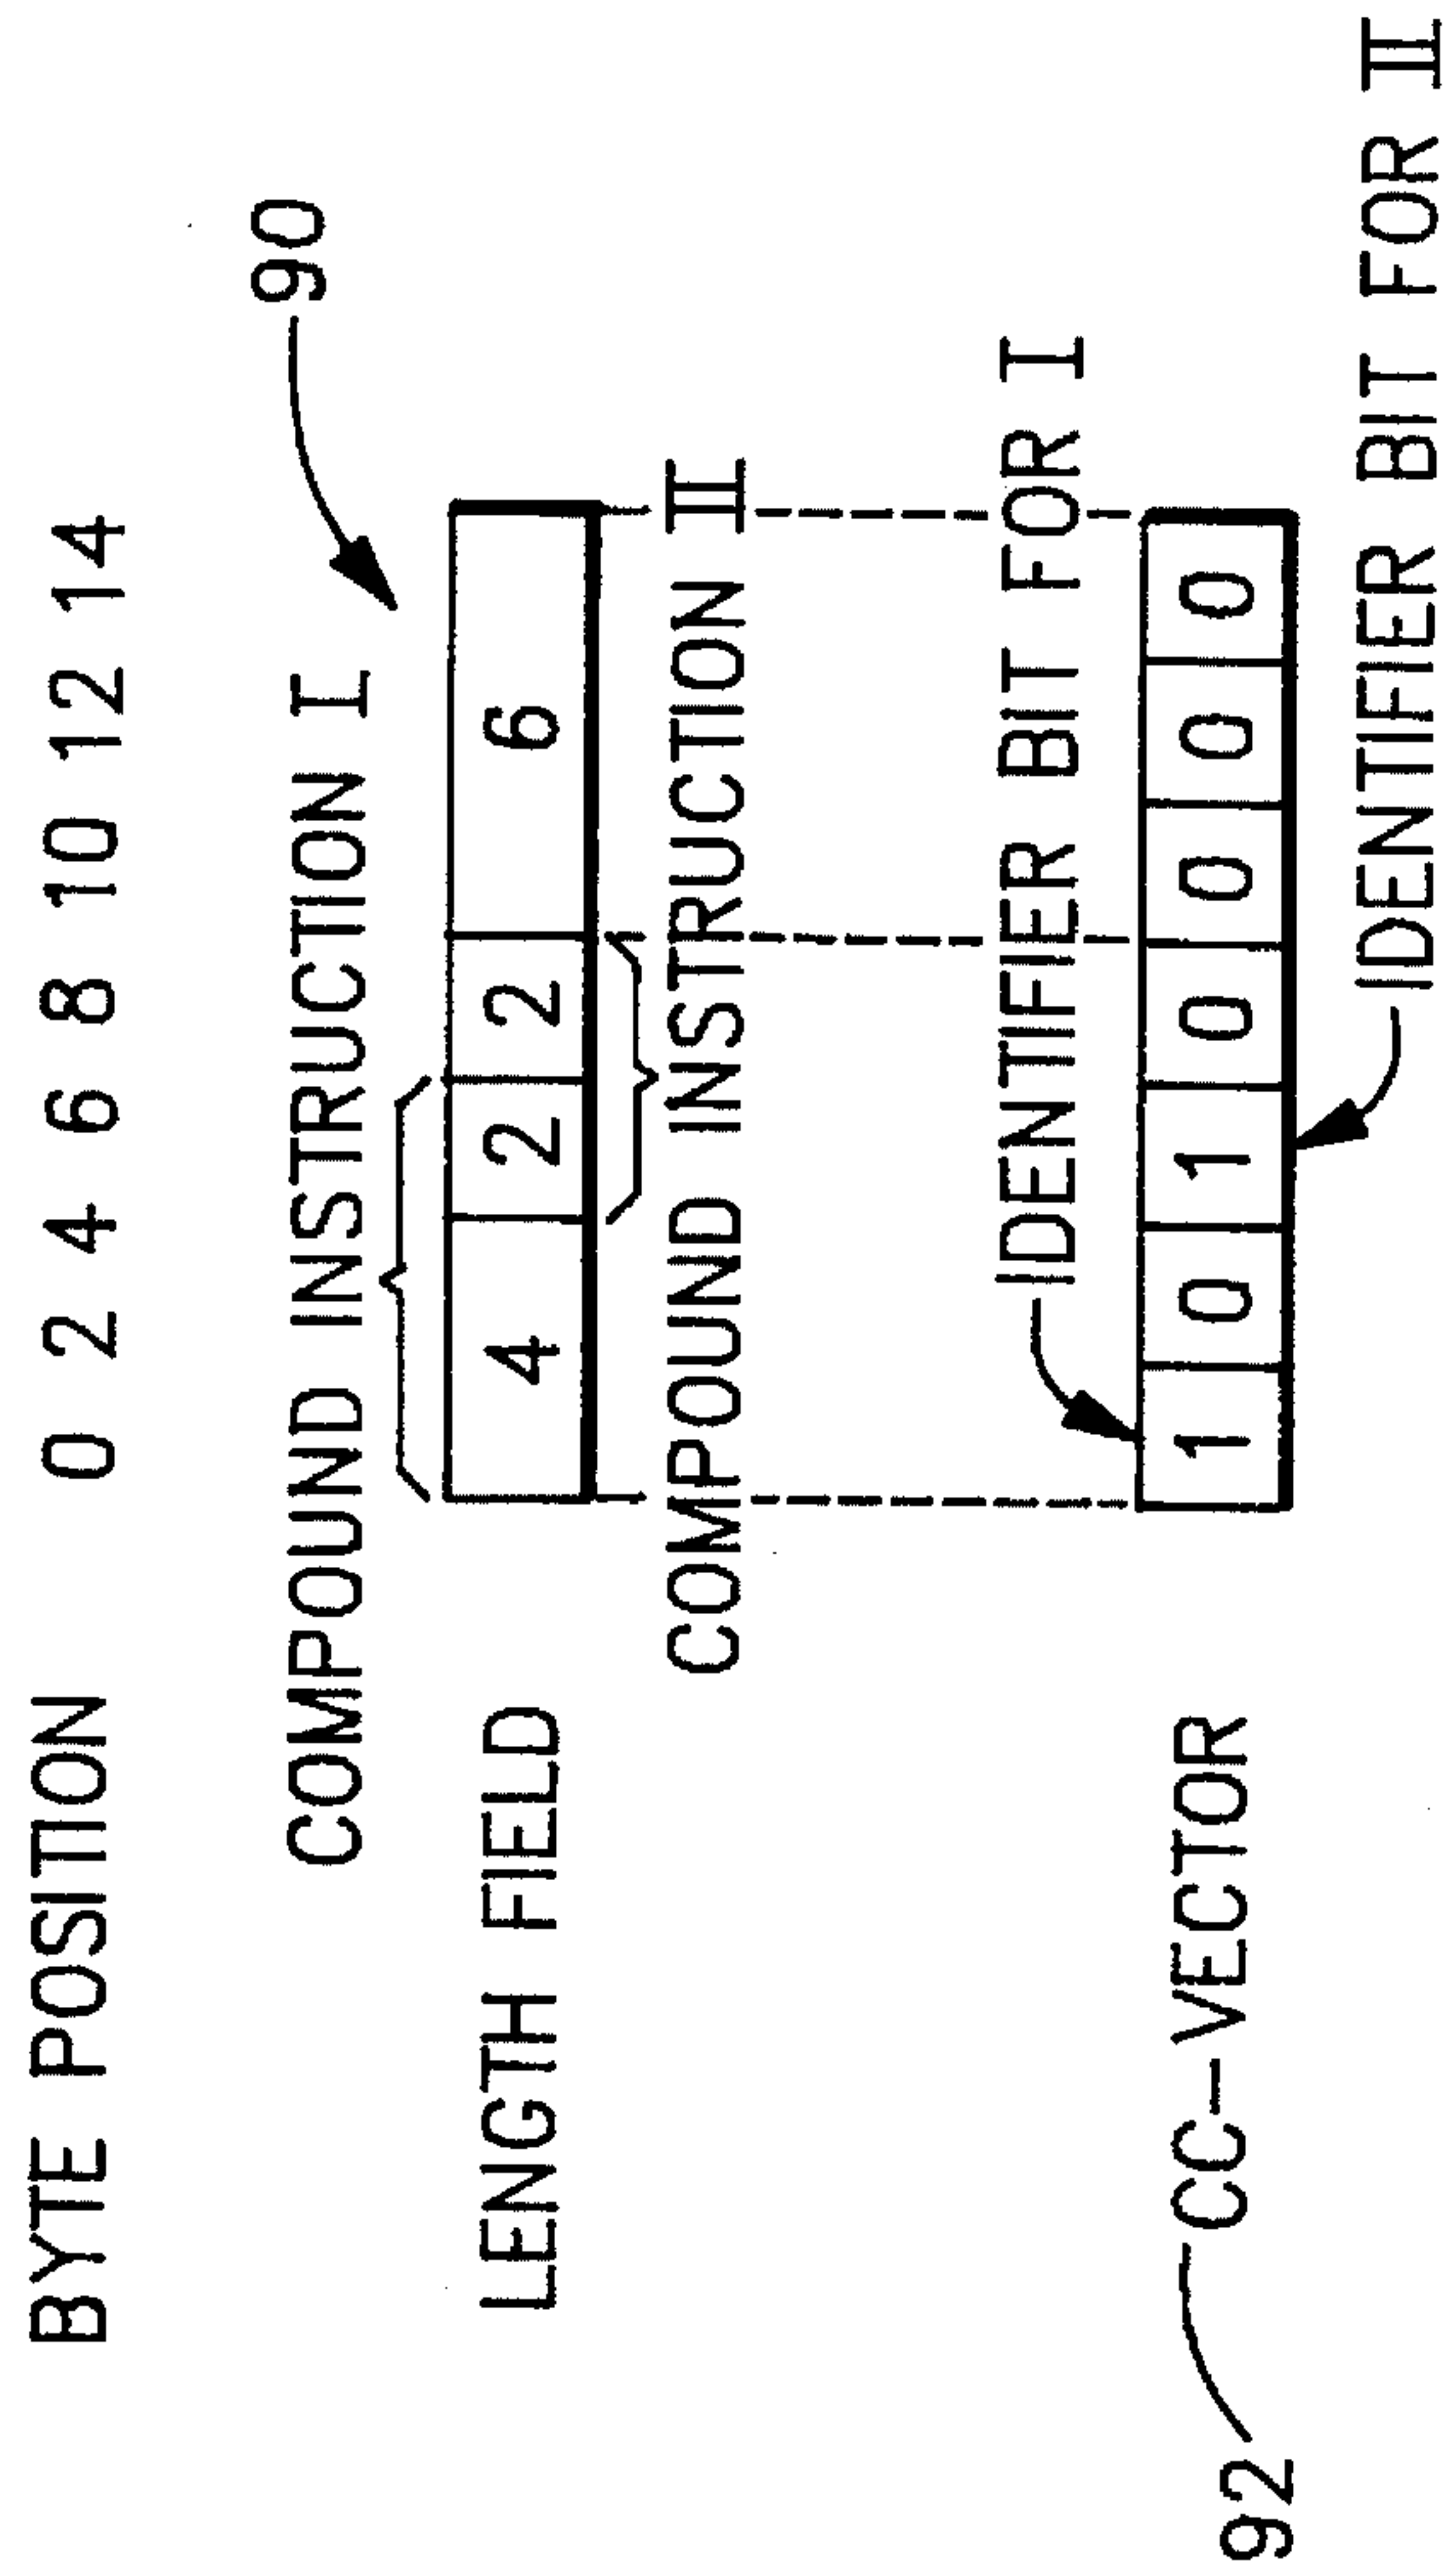 BYTE POSITION 0 2 4 6 8 10 12 14
COMPOUND INSTRUCTION I
90
LENGTH FIELD 4 2 2 6
COMPOUND INSTRUCTION II
IDENTIFIER BIT FOR I
92 CC-VECTOR 1 0 1 0 0 0 0
IDENTIFIER BIT FOR II